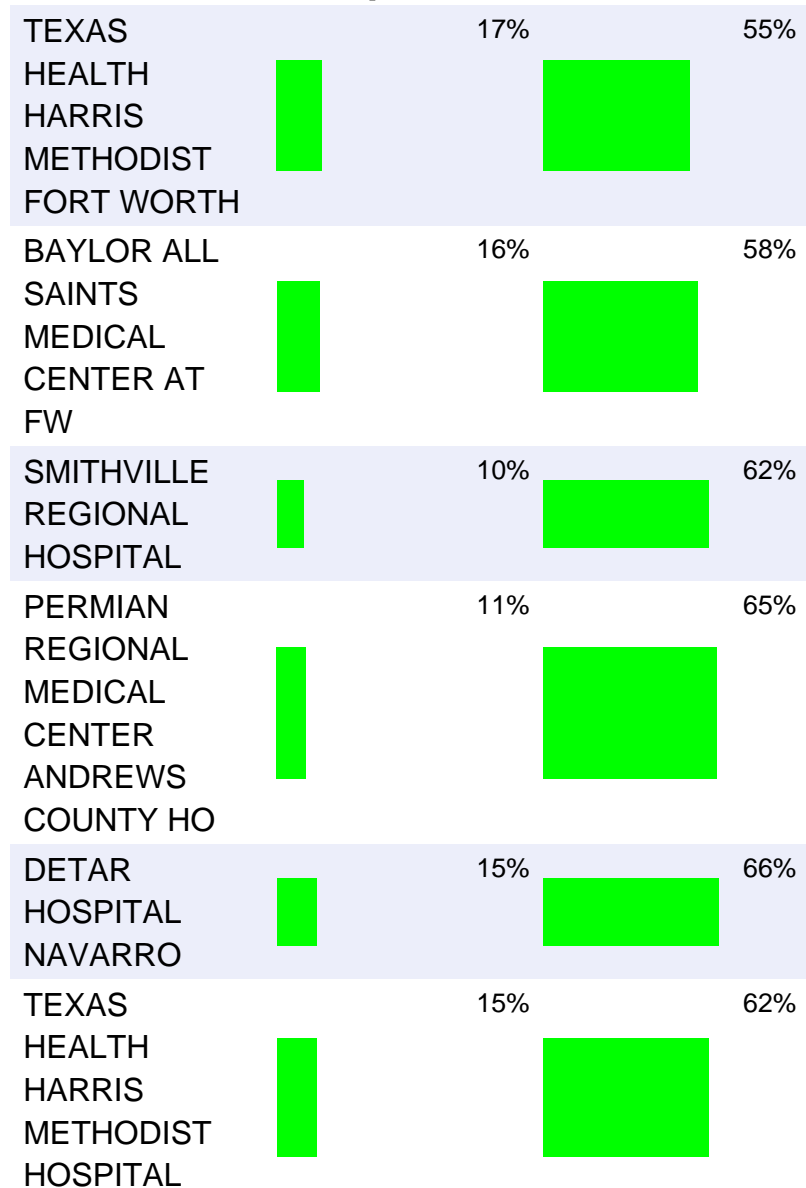 TEXAS 17% 55%
HEALTH
HARRIS
METHODIST
FORT WORTH
BAYLOR ALL 16% 58%
SAINTS
MEDICAL
CENTER AT
FW
SMITHVILLE 10% 62%
REGIONAL
HOSPITAL
PERMIAN 11% 65%
REGIONAL
MEDICAL
CENTER
ANDREWS
COUNTY HO
DETAR 15% 66%
HOSPITAL
NAVARRO
TEXAS 15% 62%
HEALTH
HARRIS
METHODIST
HOSPITAL